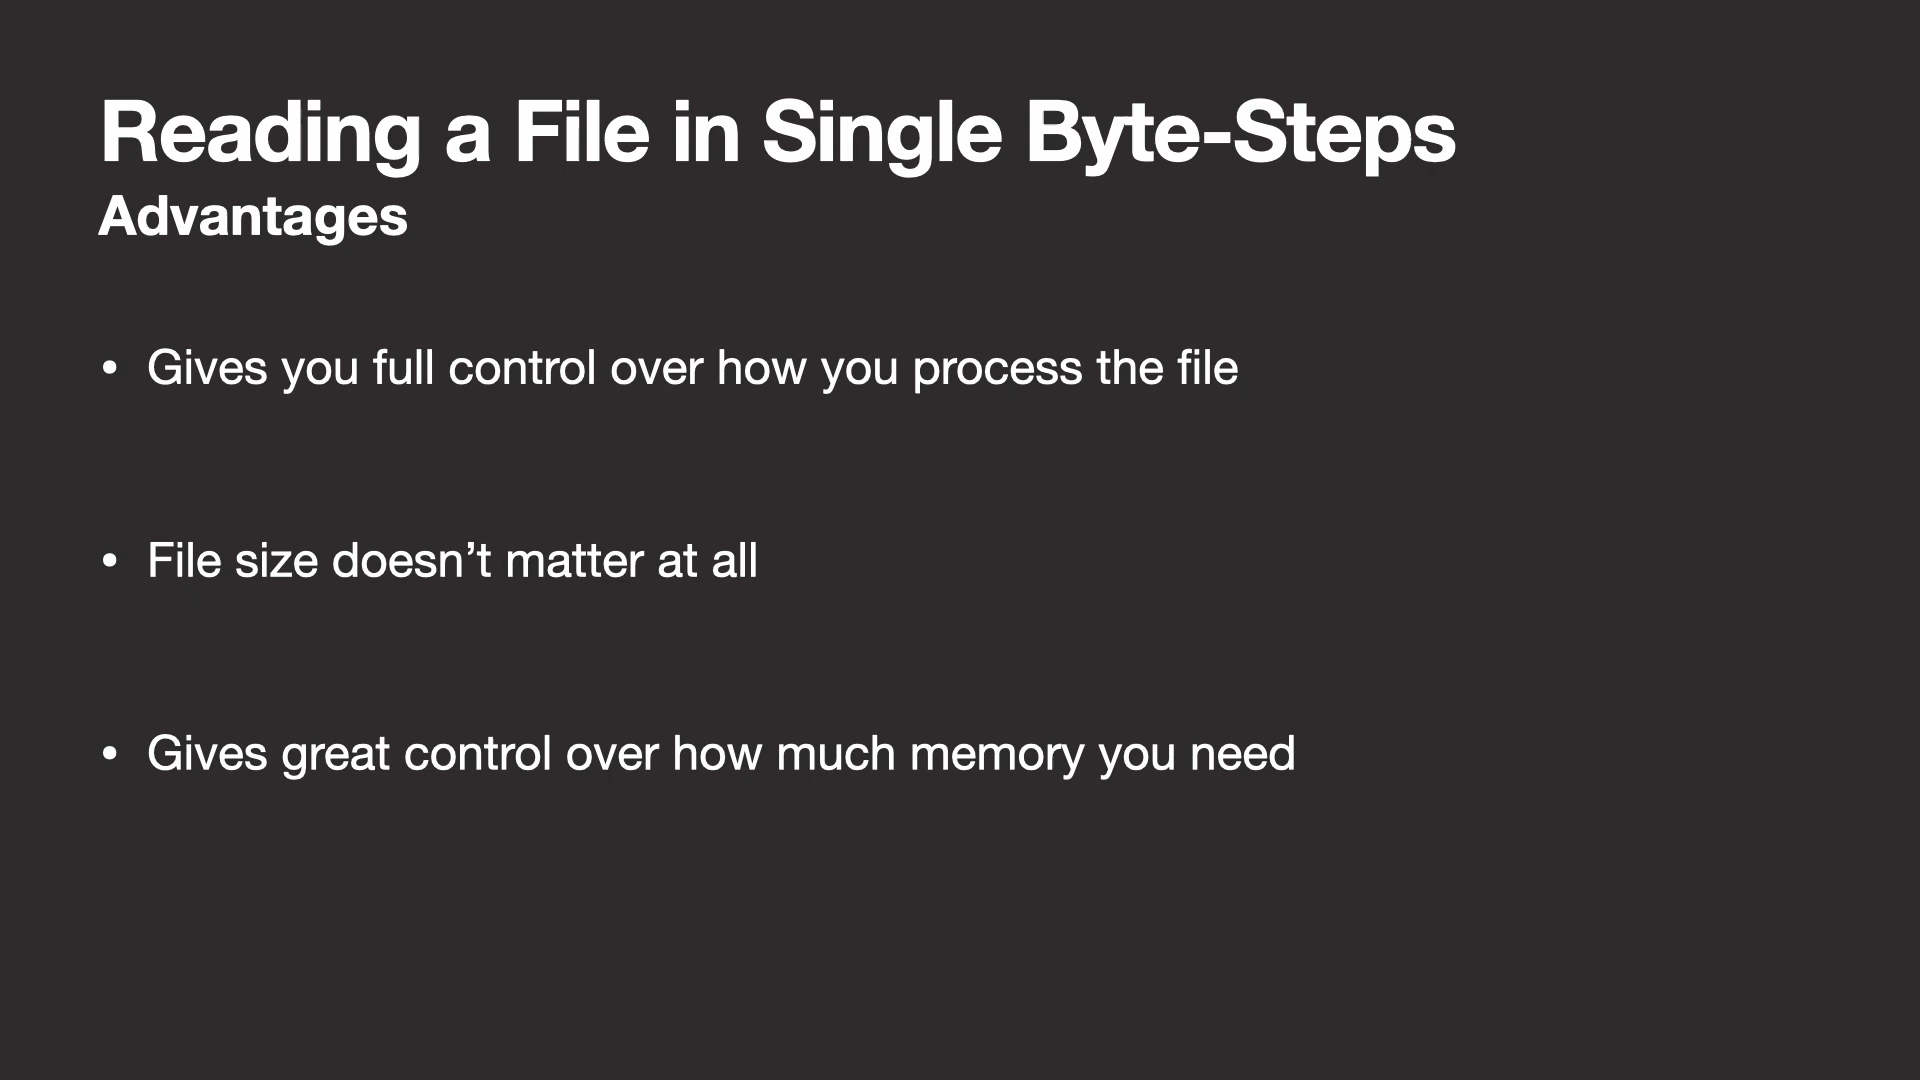 Reading a File in Single Byte-Steps
Advantages
• Gives you full control over how you process the file
• File size doesn’t matter at all
• Gives great control over how much memory you need